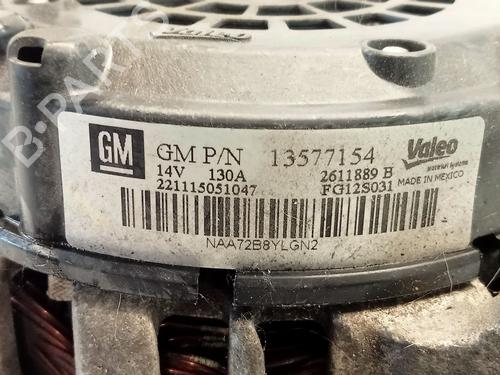 B-PARTS
GM GM P/N 13577154 Valeo
14V 130A 2611889 B
221115051047 FG12S031 MADE IN MEXICO
NAA72B8YLGN2